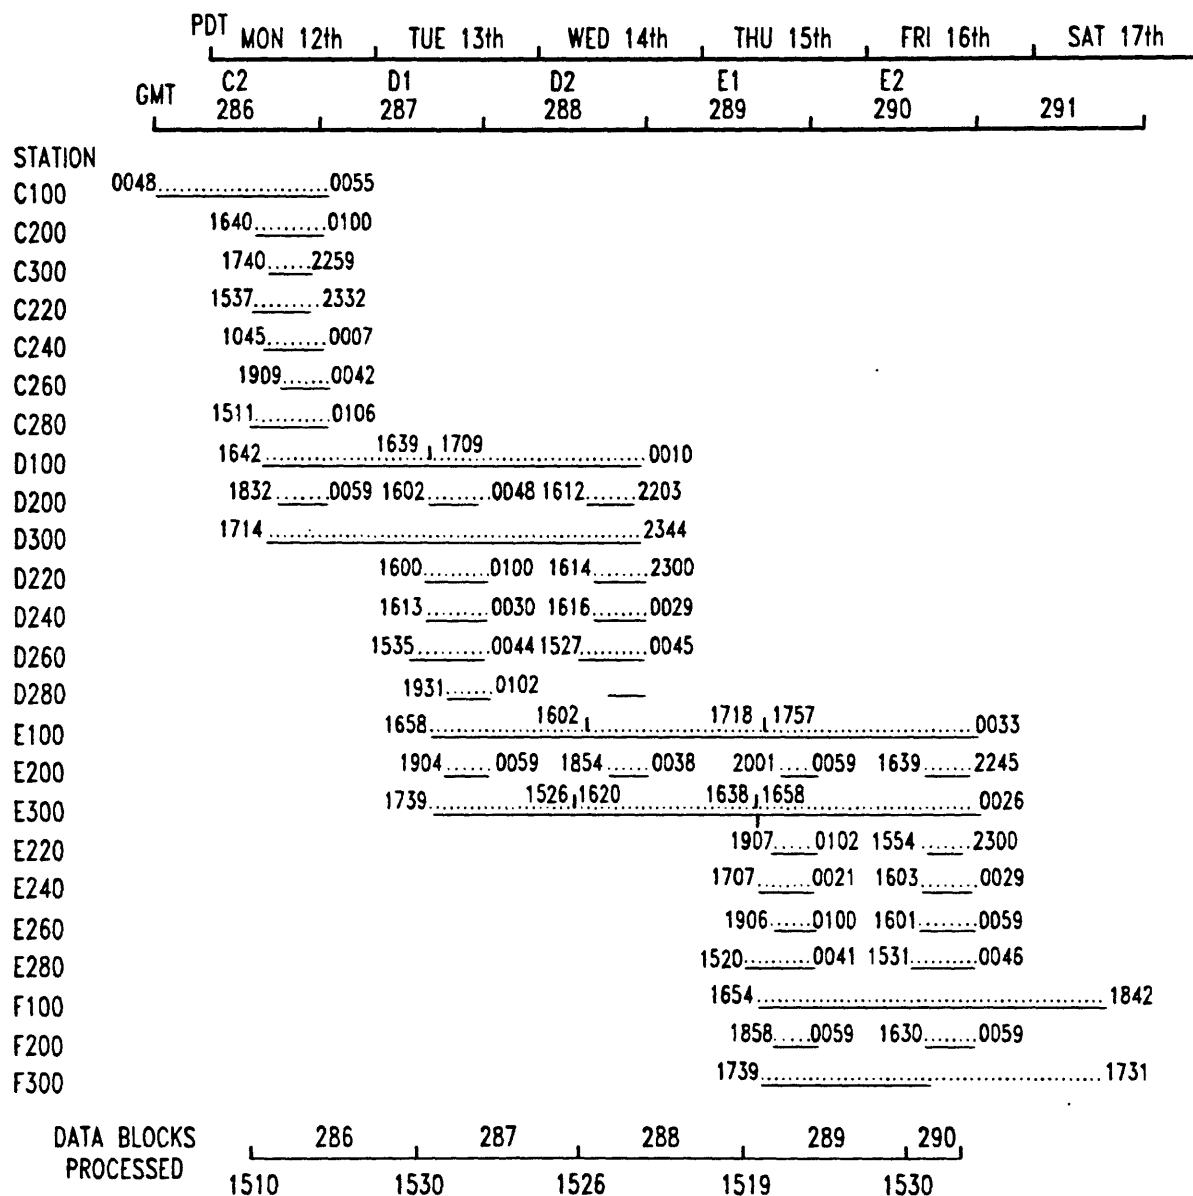 PDT MON 12th TUE 13th WED 14th THU 15th FRI 16th SAT 17th
C2 D1 D2 E1 E2
GMT 286 287 288 289 290 291
STATION
C100 0048 0055
C200 1640 0100
C300 1740 2259
C220 1537 2332
C240 1045 0007
C260 1909 0042
C280 1511 0106
D100 1642 1639 1709 0010
D200 1832 0059 1602 0048 1612 2203
D300 1714 2344
D220 1600 0100 1614 2300
D240 1613 0030 1616 0029
D260 1535 0044 1527 0045
D280 1931 0102
E100 1658 1602 1718 1757 0033
E200 1904 0059 1854 0038 2001 0059 1639 2245
E300 1739 1526 1620 1638 1658 0026
E220 1907 0102 1554 2300
E240 1707 0021 1603 0029
E260 1906 0100 1601 0059
E280 1520 0041 1531 0046
F100 1654 1842
F200 1858 0059 1630 0059
F300 1739 1731
DATA BLOCKS 286 287 288 289 290
PROCESSED
1510 1530 1526 1519 1530